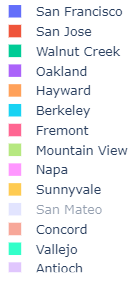 San Francisco
San Jose
Walnut Creek
Oakland
Hayward
Berkeley
Fremont
Mountain View
Napa
Sunnyvale
San Mateo
Concord
Vallejo
Antioch